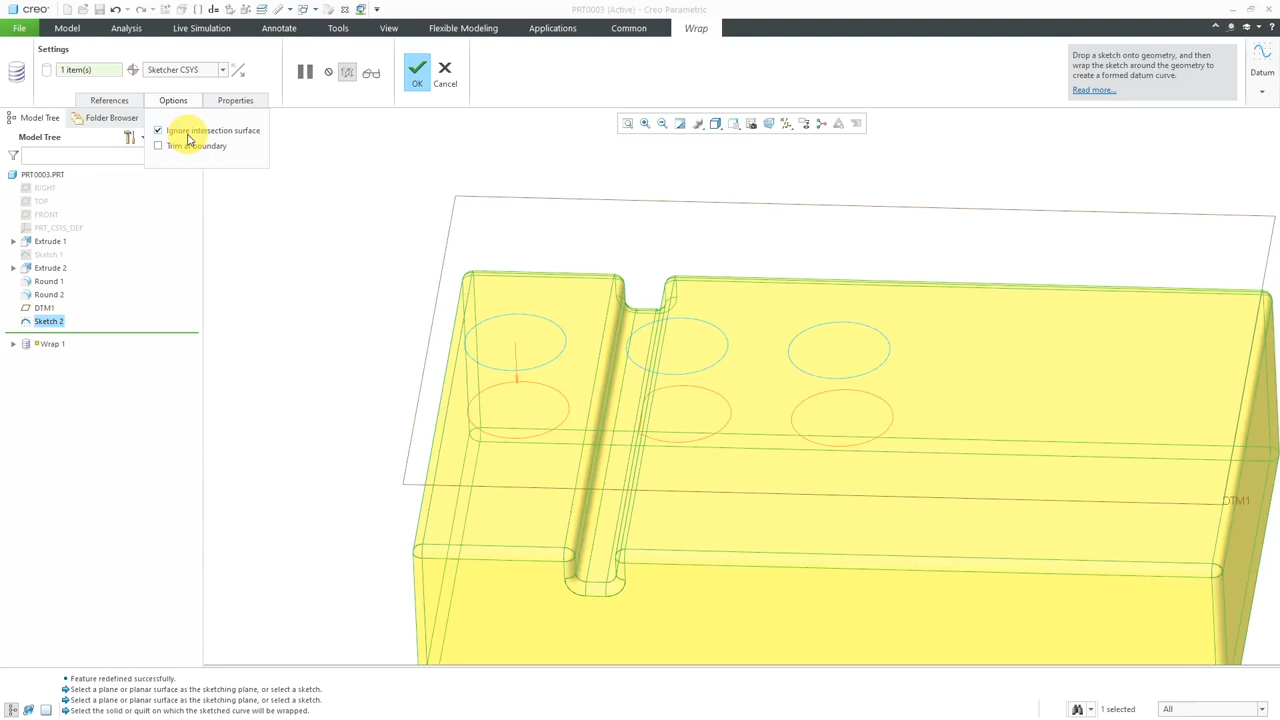 creo
PRT0003 (Active) - Creo Parametric
File Model Analysis Live Simulation Annotate Tools View Flexible Modeling Applications Common Wrap
Settings
1 item(s) Sketcher CSYS
OK Cancel
Drop a sketch onto geometry, and then
wrap the sketch around the geometry to
create a formed datum curve.
Read more...
Datum
References Options Properties
Model Tree Folder Browser
Ignore intersection surface
Trim at boundary
Model Tree
PRT0003.PRT
RIGHT
TOP
FRONT
PRT_CSYS_DEF
Extrude 1
Sketch 1
Extrude 2
Round 1
Round 2
DTM1
Sketch 2
Wrap 1
DTM1
Feature redefined successfully.
Select a plane or planar surface as the sketching plane, or select a sketch.
Select a plane or planar surface as the sketching plane, or select a sketch.
Select the solid or quilt on which the sketched curve will be wrapped.
1 selected
All